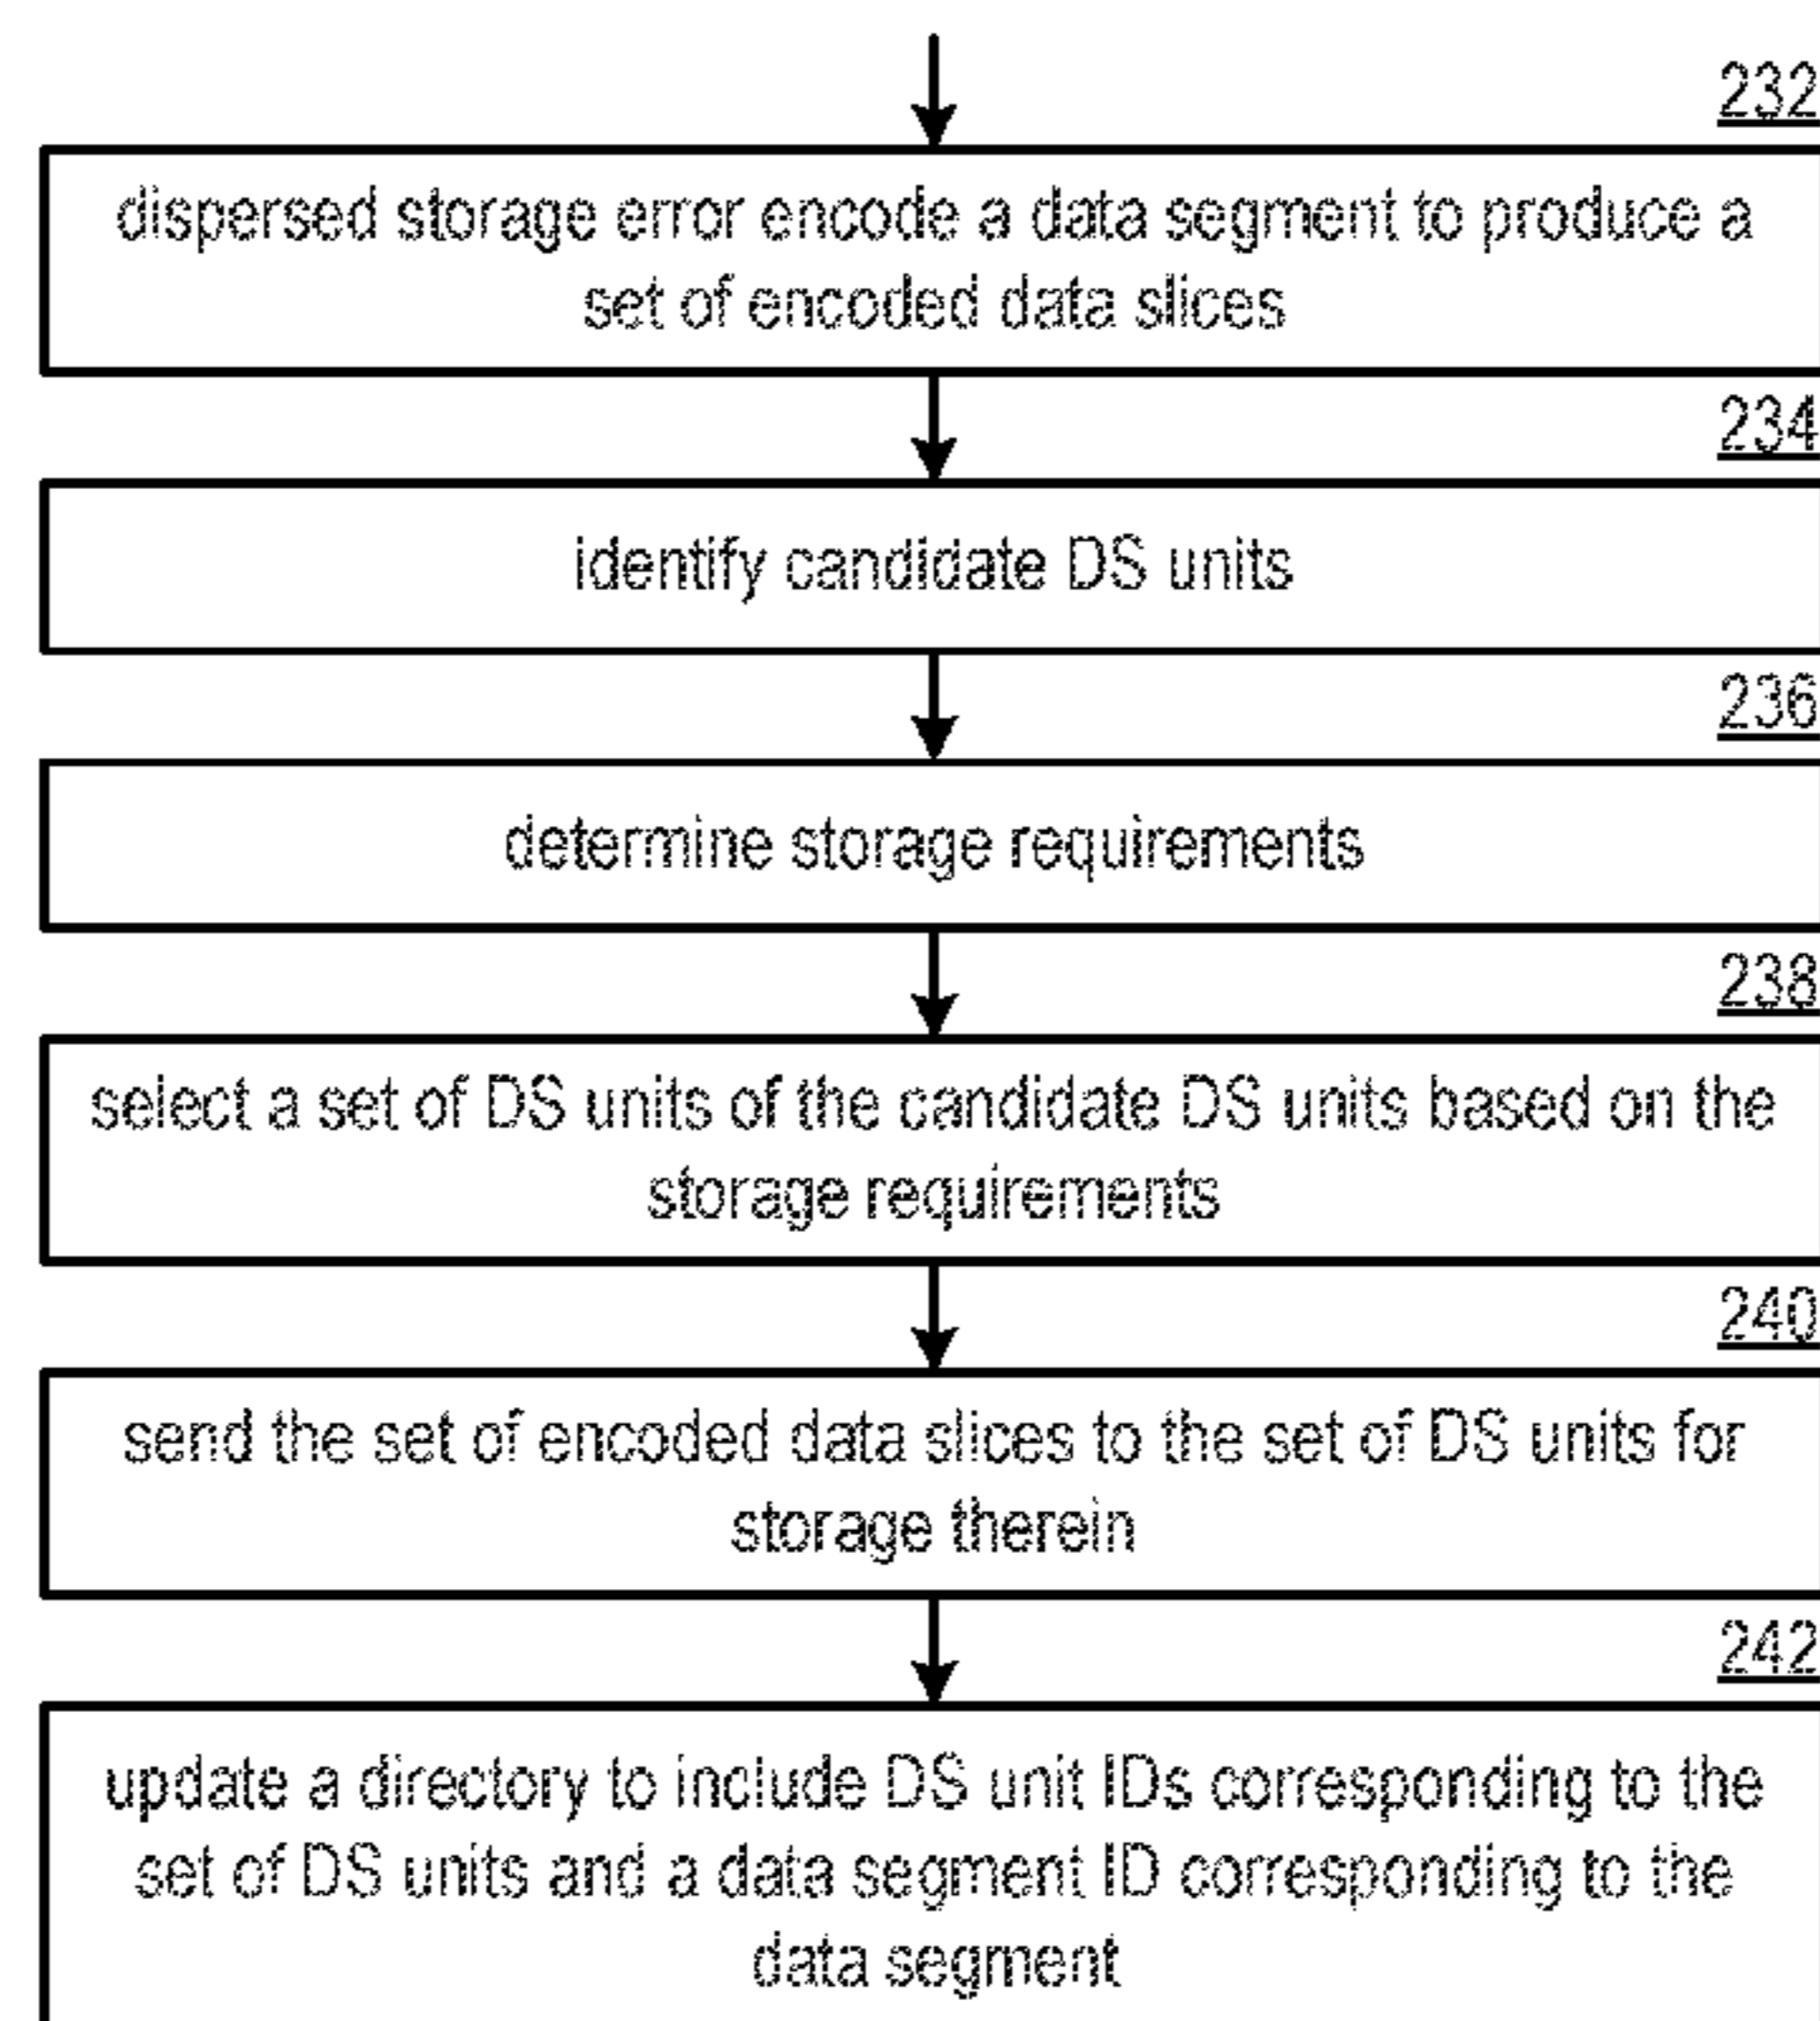 232
dispersed storage error encode a data segment to produce a
set of encoded data slices
234
identify candidate DS units
236
determine storage requirements
238
select a set of DS units of the candidate DS units based on the
storage requirements
240
send the set of encoded data slices to the set of DS units for
storage therein
242
update a directory to include DS unit IDs corresponding to the
set of DS units and a data segment ID corresponding to the
data segment